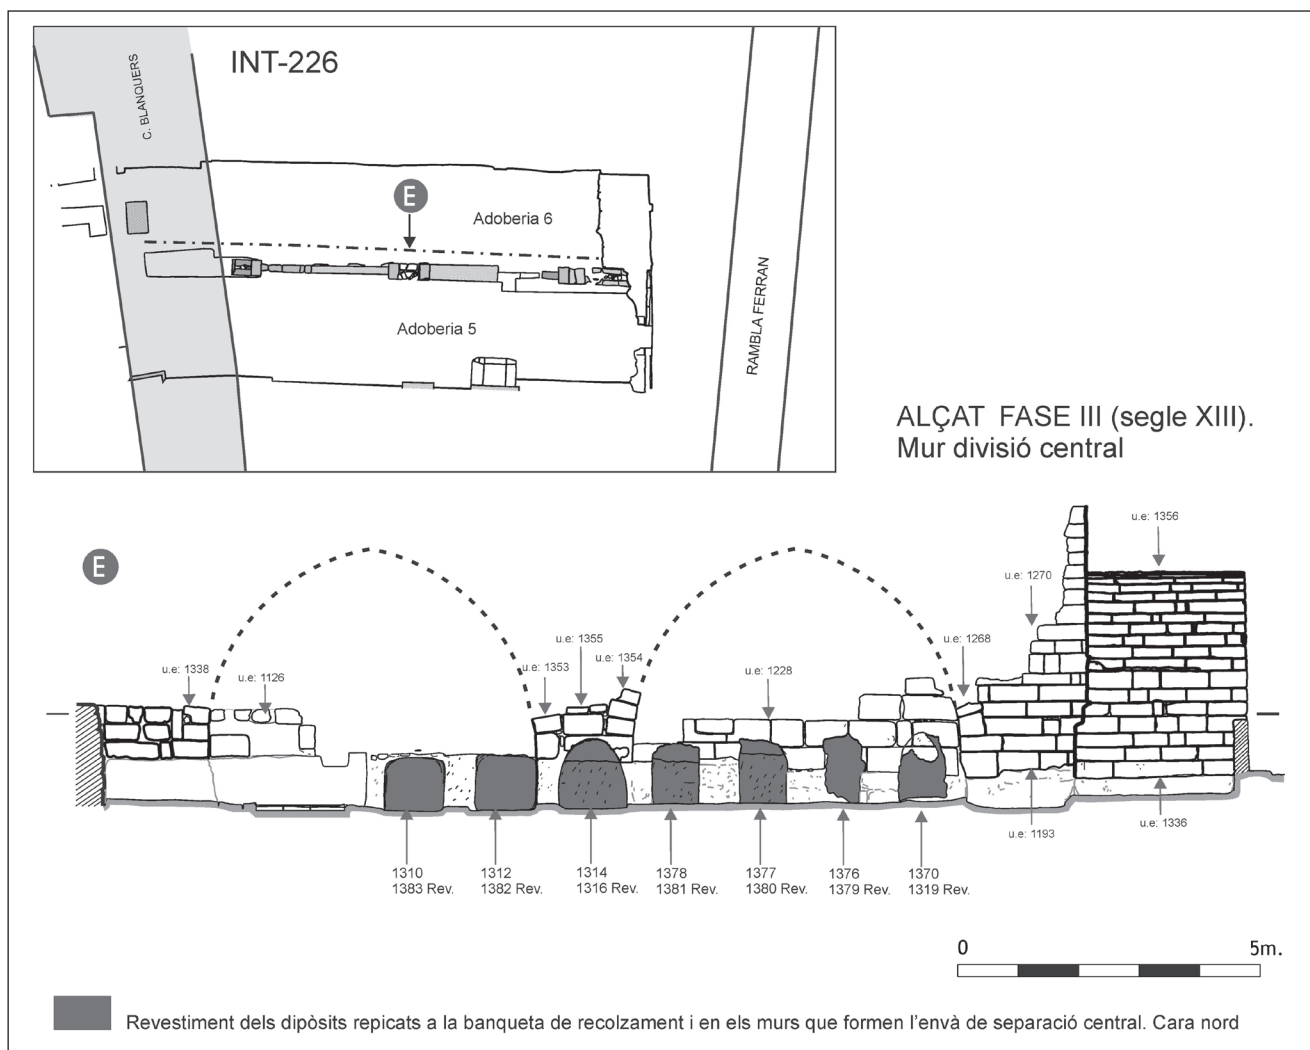 INT-226
C. BLANQUERS
E
Adoberia 6
Adoberia 5
RAMBLA FERRAN
ALÇAT FASE III (segle XIII).
Mur divisió central
E
u.e: 1356
u.e: 1270
u.e: 1355
u.e: 1354
u.e: 1353
u.e: 1268
u.e: 1338
u.e: 1126
u.e: 1228
u.e: 1193
u.e: 1336
1310
1383 Rev.
1312
1382 Rev.
1314
1316 Rev.
1378
1381 Rev.
1377
1380 Rev.
1376
1379 Rev.
1370
1319 Rev.
0 5m.
Revestiment dels dipòsits repicats a la banqueta de recolzament i en els murs que formen l’envà de separació central. Cara nord